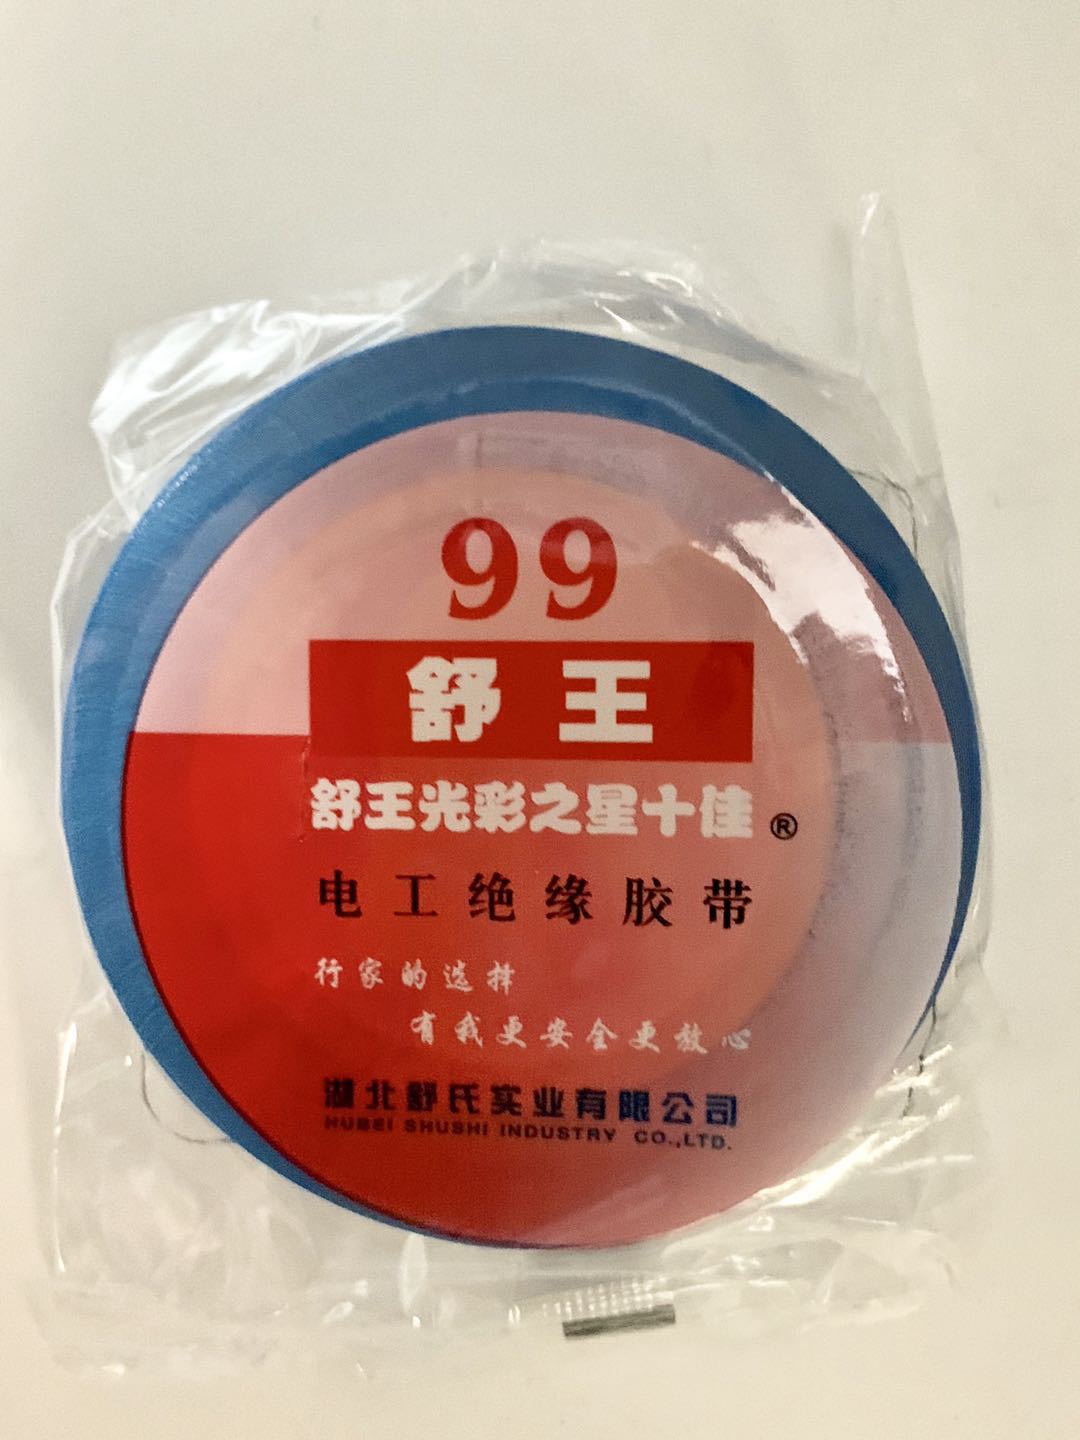 99
舒王
舒王光彩之星十佳®
电工绝缘胶带
行家的选择
有我更安全更放心
湖北舒氏实业有限公司
HUBEI SHUSHI INDUSTRY CO.,LTD.